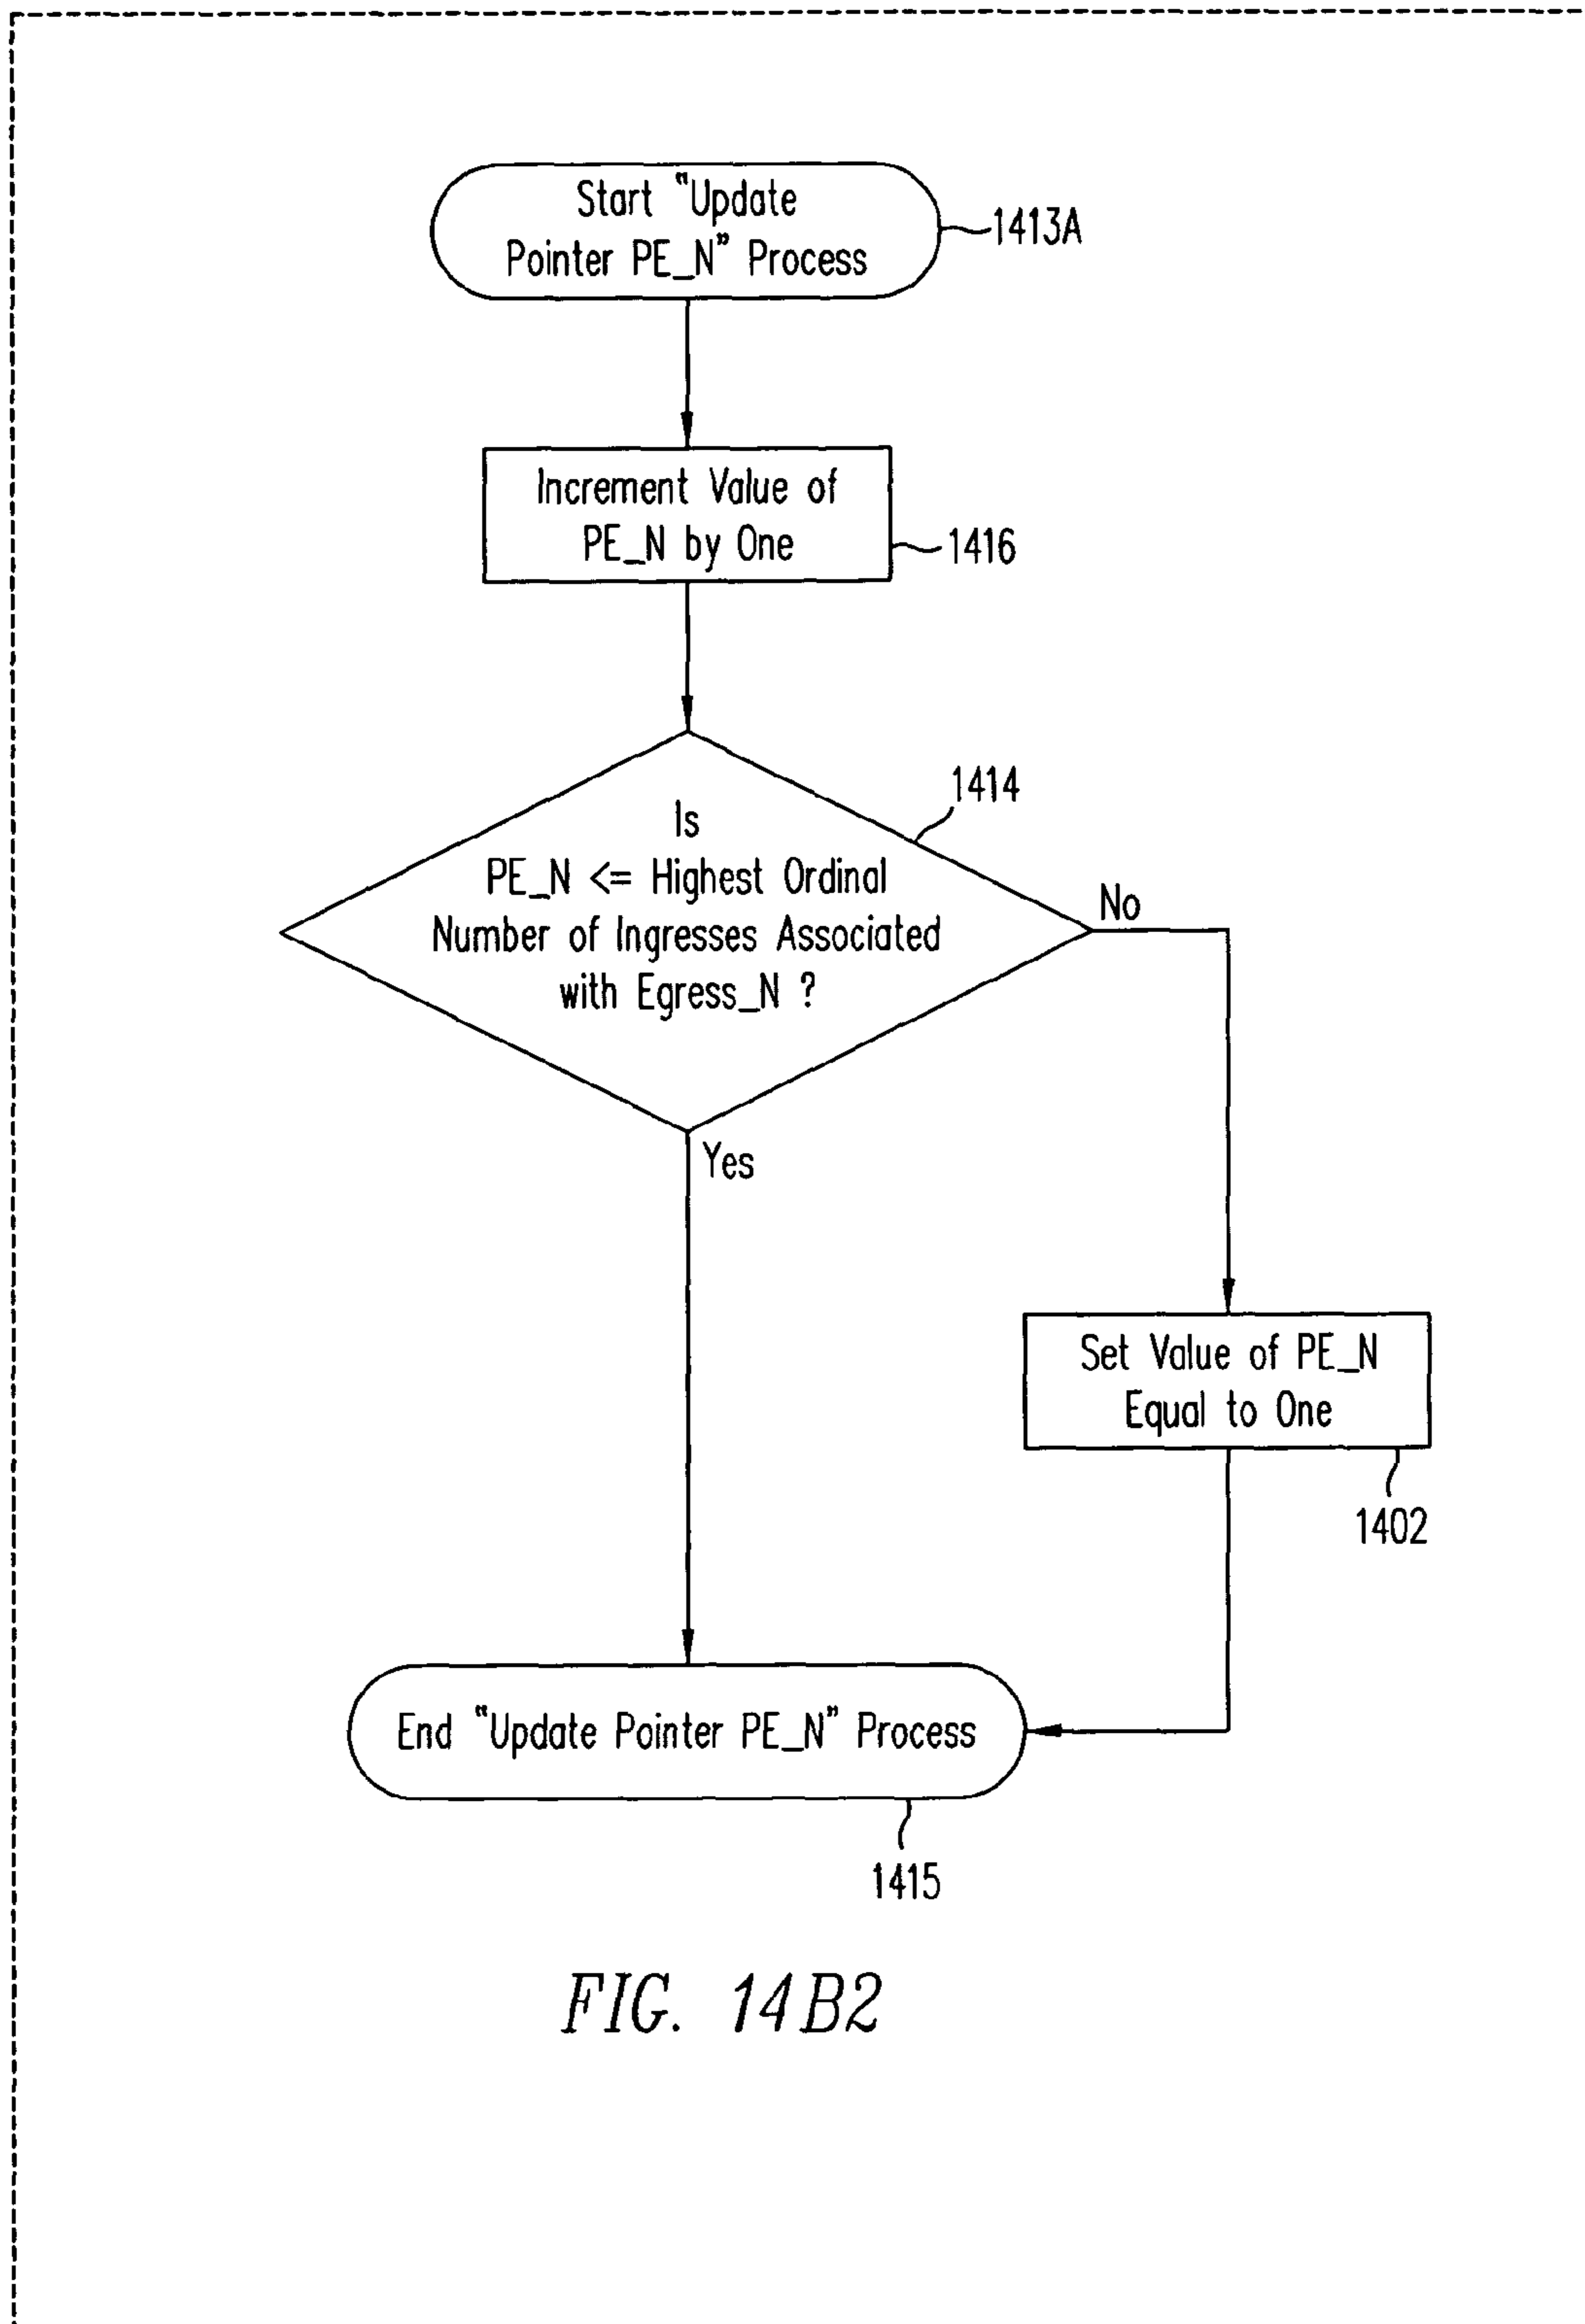 Start "Update
Pointer PE_N" Process
1413A
Increment Value of
PE_N by One
1416
1414
Is
PE_N <= Highest Ordinal
Number of Ingresses Associated
with Egress_N ?
No
Yes
Set Value of PE_N
Equal to One
1402
End "Update Pointer PE_N" Process
1415
FIG. 14B2